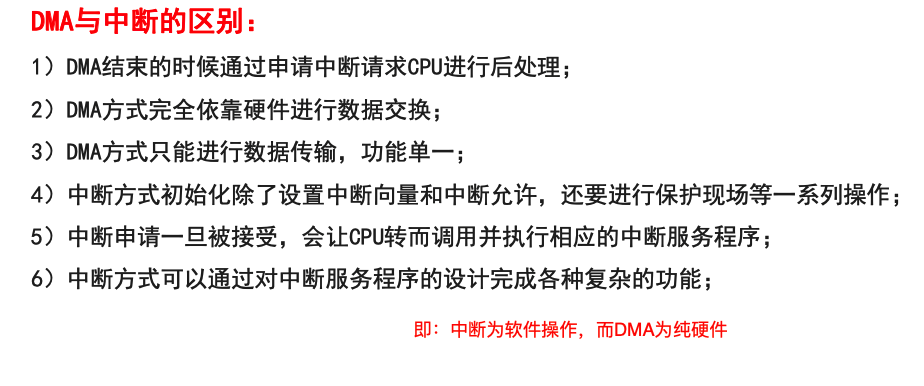 DMA与中断的区别：
1）DMA结束的时候通过申请中断请求CPU进行后处理；
2）DMA方式完全依靠硬件进行数据交换；
3）DMA方式只能进行数据传输，功能单一；
4）中断方式初始化除了设置中断向量和中断允许，还要进行保护现场等一系列操作；
5）中断申请一旦被接受，会让CPU转而调用并执行相应的中断服务程序；
6）中断方式可以通过对中断服务程序的设计完成各种复杂的功能；
即：中断为软件操作，而DMA为纯硬件